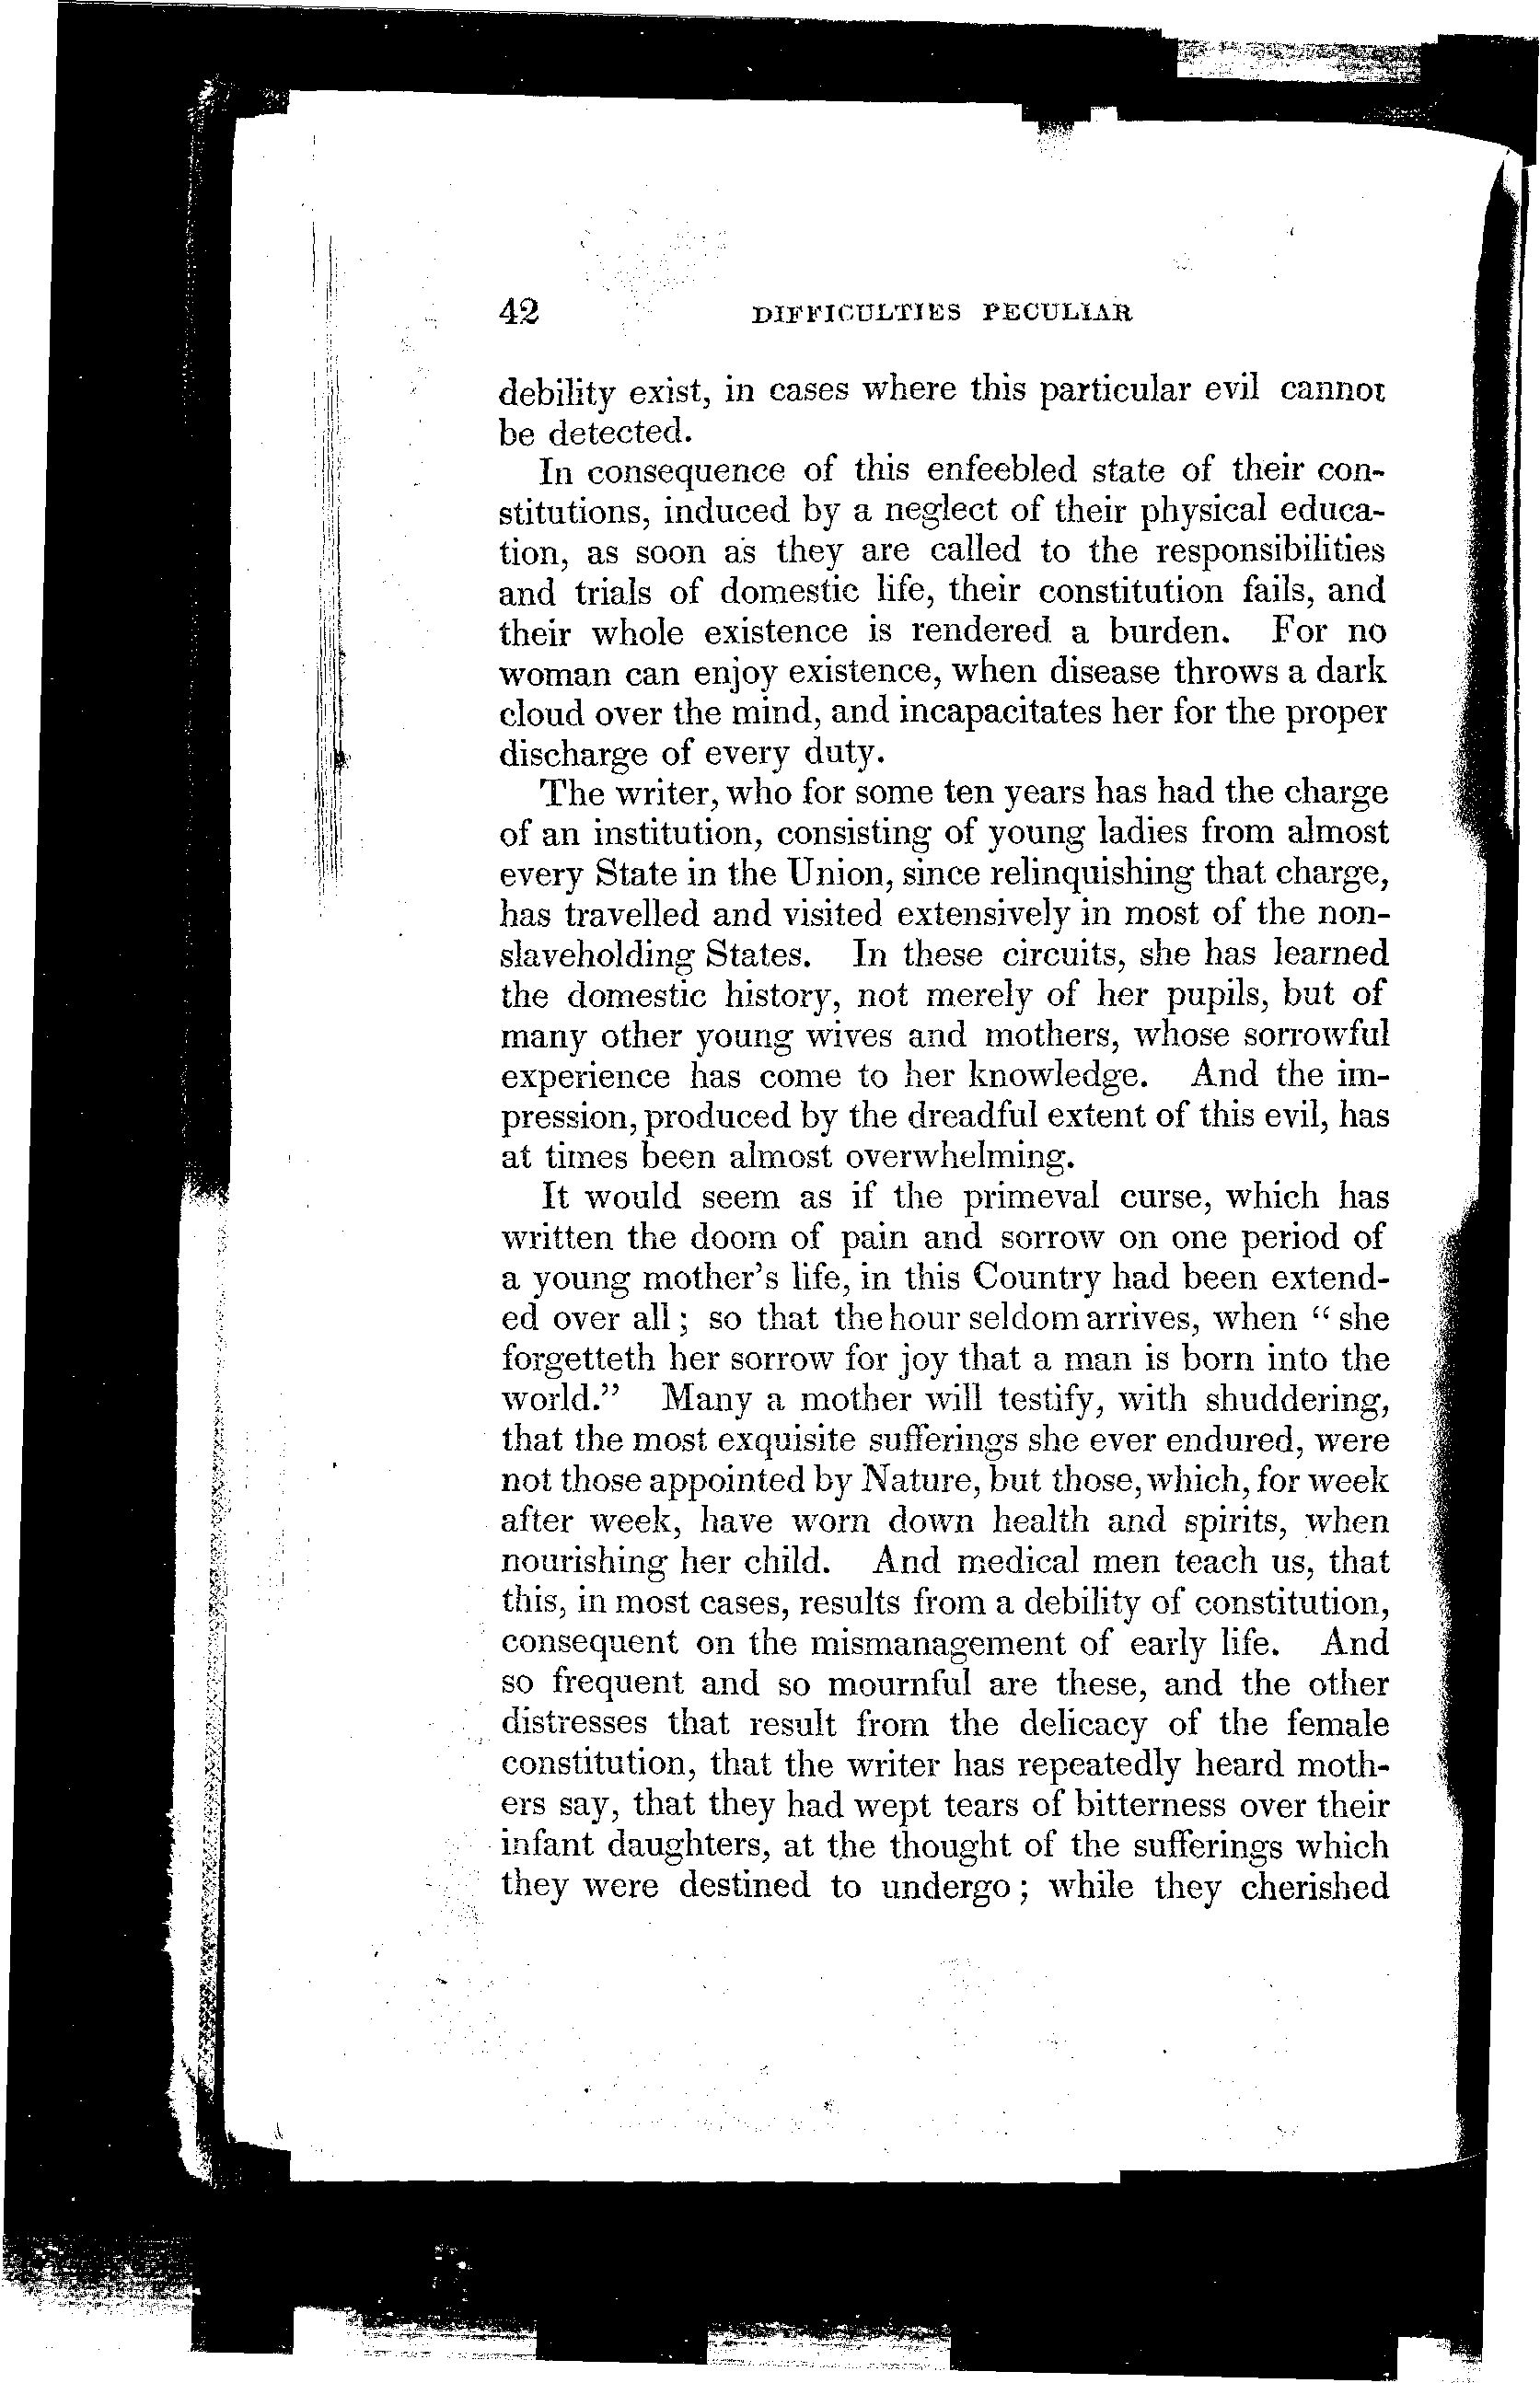 42 DIFFICULTIES PECULIAR
debility exist, in cases where this particular evil cannot
be detected.
In consequence of this enfeebled state of their con-
stitutions, induced by a neglect of their physical educa-
tion, as soon as they are called to the responsibilities
and trials of domestic life, their constitution fails, and
their whole existence is rendered a burden. For no
woman can enjoy existence, when disease throws a dark
cloud over the mind, and incapacitates her for the proper
discharge of every duty.
The writer, who for some ten years has had the charge
of an institution, consisting of young ladies from almost
every State in the Union, since relinquishing that charge,
has travelled and visited extensively in most of the non-
slaveholding States. In these circuits, she has learned
the domestic history, not merely of her pupils, but of
many other young wives and mothers, whose sorrowful
experience has come to her knowledge. And the im-
pression, produced by the dreadful extent of this evil, has
at times been almost overwhelming.
It would seem as if the primeval curse, which has
written the doom of pain and sorrow on one period of
a young mother's life, in this Country had been extend-
ed over all; so that the hour seldom arrives, when "she
forgetteth her sorrow for joy that a man is born into the
world." Many a mother will testify, with shuddering,
that the most exquisite sufferings she ever endured, were
not those appointed by Nature, but those, which, for week
after week, have worn down health and spirits, when
nourishing her child. And medical men teach us, that
this, in most cases, results from a debility of constitution,
consequent on the mismanagement of early life. And
so frequent and so mournful are these, and the other
distresses that result from the delicacy of the female
constitution, that the writer has repeatedly heard moth-
ers say, that they had wept tears of bitterness over their
infant daughters, at the thought of the sufferings which
they were destined to undergo; while they cherished